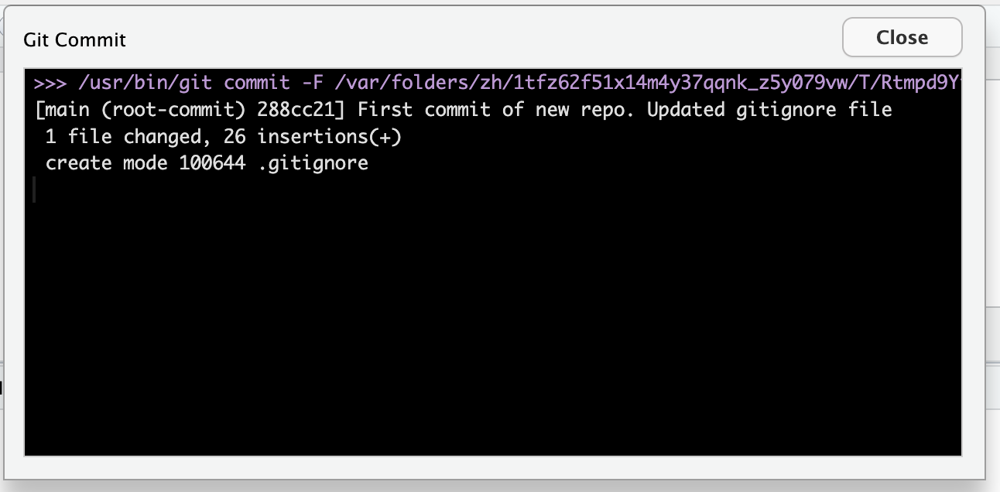 Git Commit
Close
>>> /usr/bin/git commit -F /var/folders/zh/1tfz62f51x14m4y37qqnk_z5y079vw/T/Rtmpd9Y
[main (root-commit) 288cc21] First commit of new repo. Updated gitignore file
1 file changed, 26 insertions(+)
create mode 100644 .gitignore